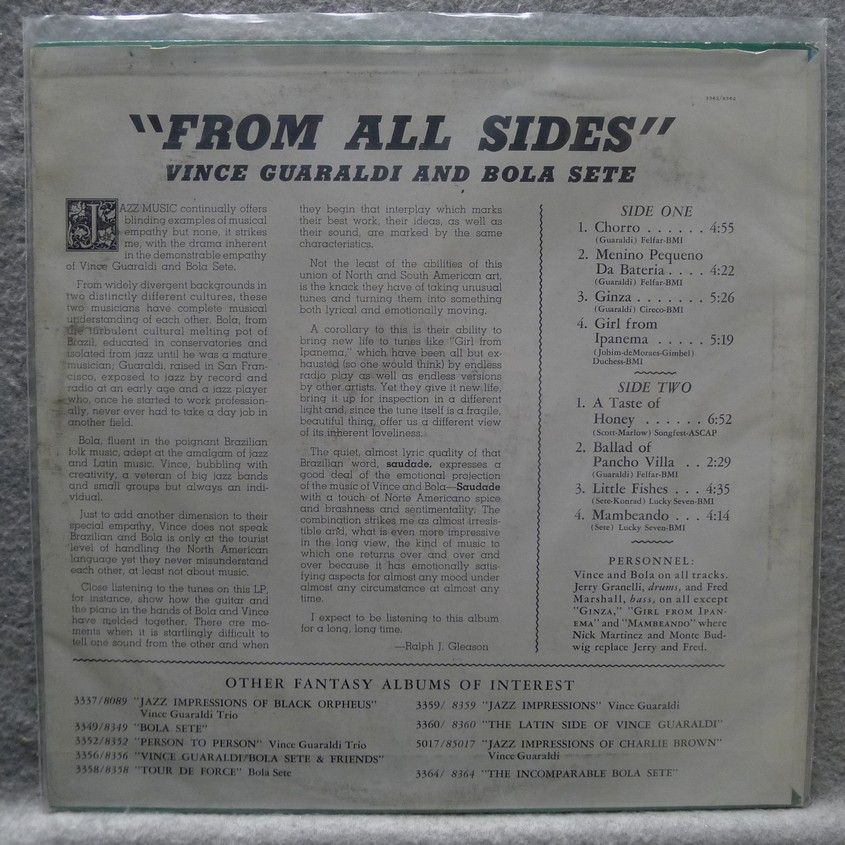 3362/8362
"FROM ALL SIDES"
VINCE GUARALDI AND BOLA SETE
JAZZ MUSIC continually offers
blinding examples of musical
empathy but none, it strikes
me, with the drama inherent
in the demonstrable empathy
of Vince Guaraldi and Bola Sete.
From widely divergent backgrounds in
two distinctly different cultures, these
two musicians have complete musical
understanding of each other. Bola, from
the turbulent cultural melting pot of
Brazil, educated in conservatories and
isolated from jazz until he was a mature
musician; Guaraldi, raised in San Fran-
cisco, exposed to jazz by record and
radio at an early age and a jazz player
who, once he started to work profession-
ally, never ever had to take a day job in
another field.
Bola, fluent in the poignant Brazilian
folk music, adept at the amalgam of jazz
and Latin music. Vince, bubbling with
creativity, a veteran of big jazz bands
and small groups but always an indi-
vidual.
Just to add another dimension to their
special empathy, Vince does not speak
Brazilian and Bola is only at the tourist
level of handling the North American
language yet they never misunderstand
each other, at least not about music.
Close listening to the tunes on this LP,
for instance, show how the guitar and
the piano in the hands of Bola and Vince
have melded together. There are mo-
ments when it is startlingly difficult to
tell one sound from the other and when
they begin that interplay which marks
their best work, their ideas, as well as
their sound, are marked by the same
characteristics.
Not the least of the abilities of this
union of North and South American art,
is the knack they have of taking unusual
tunes and turning them into something
both lyrical and emotionally moving.
A corollary to this is their ability to
bring new life to tunes like "Girl from
Ipanema," which have been all but ex-
hausted (so one would think) by endless
radio play as well as endless versions
by other artists. Yet they give it new life,
bring it up for inspection in a different
light and, since the tune itself is a fragile,
beautiful thing, offer us a different view
of its inherent loveliness.
The quiet, almost lyric quality of that
Brazilian word, saudade, expresses a
good deal of the emotional projection
of the music of Vince and Bola—Saudade
with a touch of Norte Americano spice
and brashness and sentimentality. The
combination strikes me as almost irresis-
tible and, what is even more impressive
in the long view, the kind of music to
which one returns over and over and
over because it has emotionally satis-
fying aspects for almost any mood under
almost any circumstance at almost any
time.
I expect to be listening to this album
for a long, long time.
—Ralph J. Gleason
SIDE ONE
1. Chorro . . . . . . 4:55
(Guaraldi) Felfar-BMI
2. Menino Pequeno
Da Bateria . . . . 4:22
(Guaraldi) Felfar-BMI
3. Ginza . . . . . . . 5:26
(Guaraldi) Cireco-BMI
4. Girl from
Ipanema . . . . . 5:19
(Johim-deMoraes-Gimbel)
Duchess-BMI
SIDE TWO
1. A Taste of
Honey . . . . . . 6:52
(Scott-Marlow) Songfest-ASCAP
2. Ballad of
Pancho Villa . . 2:29
(Guaraldi) Felfar-BMI
3. Little Fishes . . . 4:35
(Sete-Konrad) Lucky Seven-BMI
4. Mambeando . . . 4:14
(Sete) Lucky Seven-BMI
PERSONNEL:
Vince and Bola on all tracks.
Jerry Granelli, drums, and Fred
Marshall, bass, on all except
"GINZA," "GIRL FROM IPAN-
EMA" and "MAMBEANDO" where
Nick Martinez and Monte Bud-
wig replace Jerry and Fred.
OTHER FANTASY ALBUMS OF INTEREST
3337/8089 "JAZZ IMPRESSIONS OF BLACK ORPHEUS"
Vince Guaraldi Trio
3349/8349 "BOLA SETE"
3352/8352 "PERSON TO PERSON" Vince Guaraldi Trio
3356/8356 "VINCE GUARALDI/BOLA SETE & FRIENDS"
3358/8358 "TOUR DE FORCE" Bola Sete
3359/ 8359 "JAZZ IMPRESSIONS" Vince Guaraldi
3360/ 8360 "THE LATIN SIDE OF VINCE GUARALDI"
5017/85017 "JAZZ IMPRESSIONS OF CHARLIE BROWN"
Vince Guaraldi
3364/ 8364 "THE INCOMPARABLE BOLA SETE"